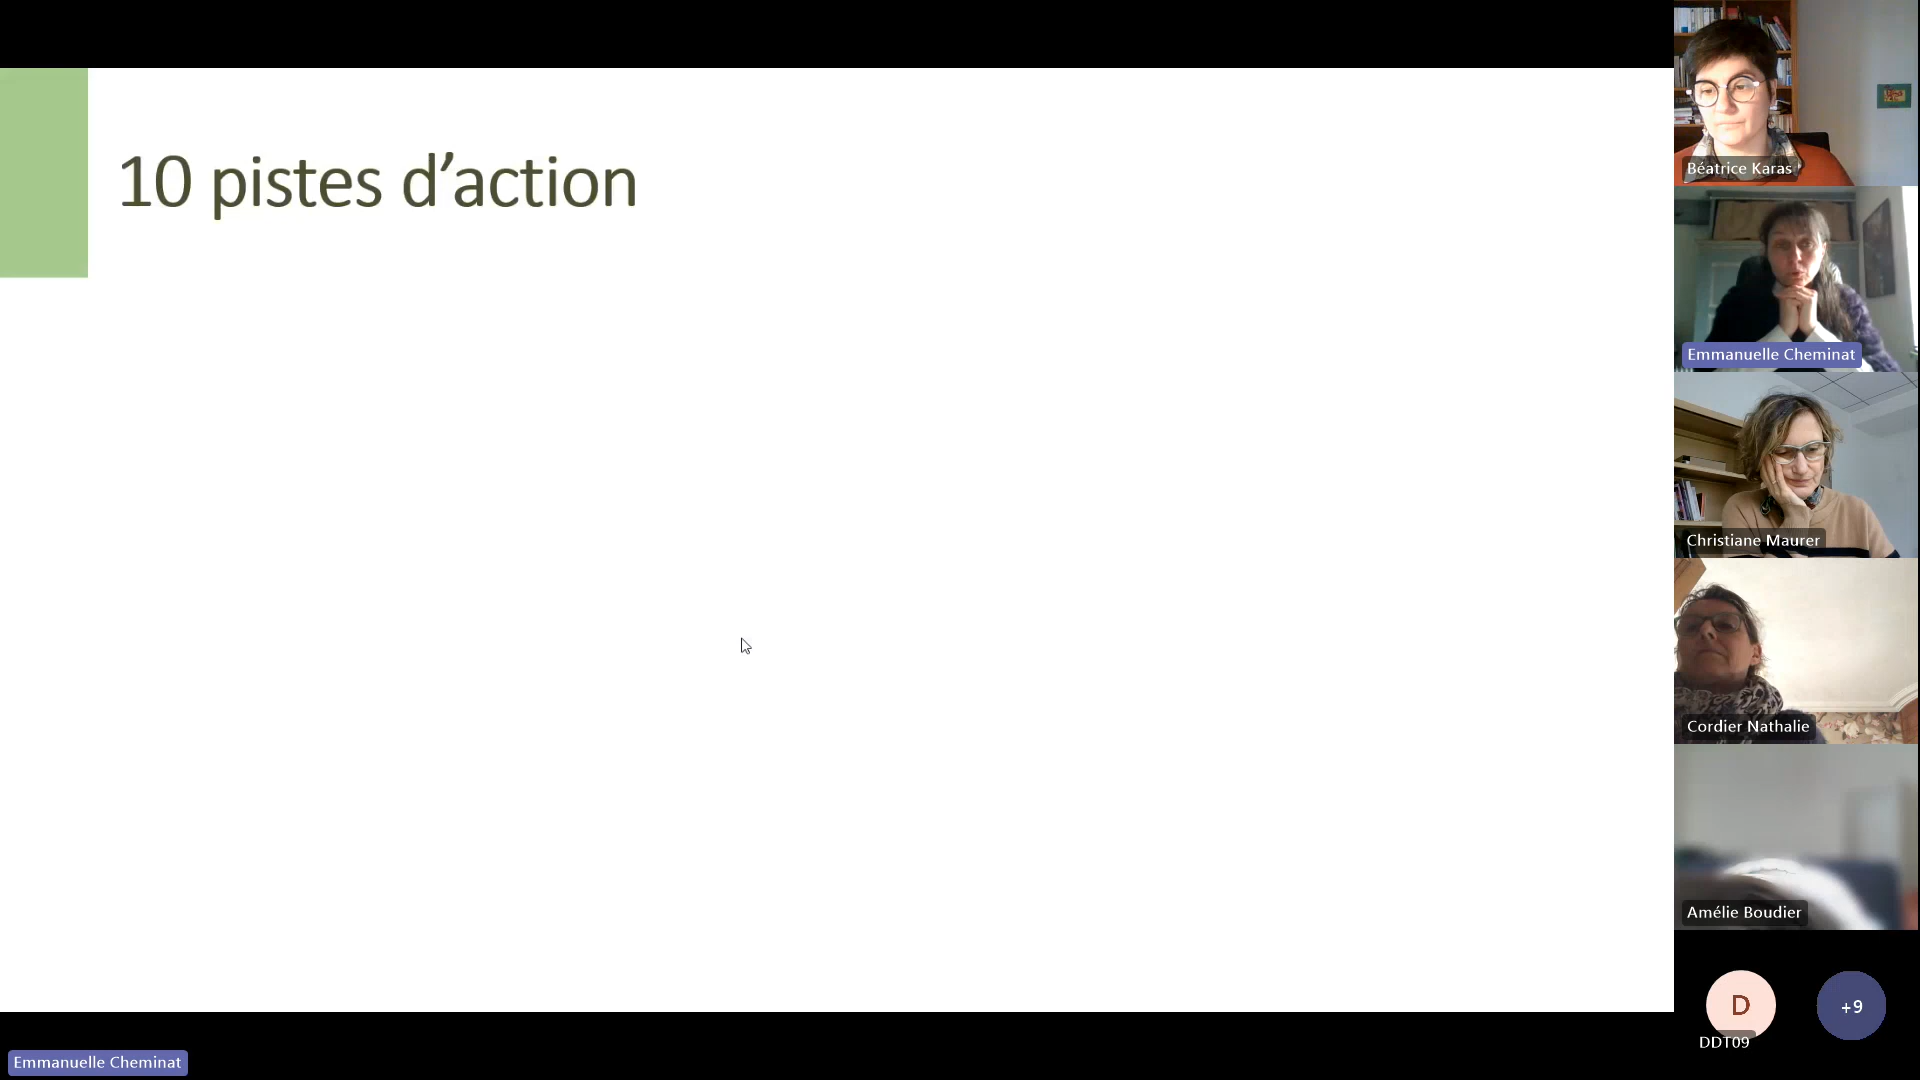 10 pistes d’action
Béatrice Karas
Emmanuelle Cheminat
Christiane Maurer
Cordier Nathalie
Amélie Boudier
D
+9
DDT09
Emmanuelle Cheminat